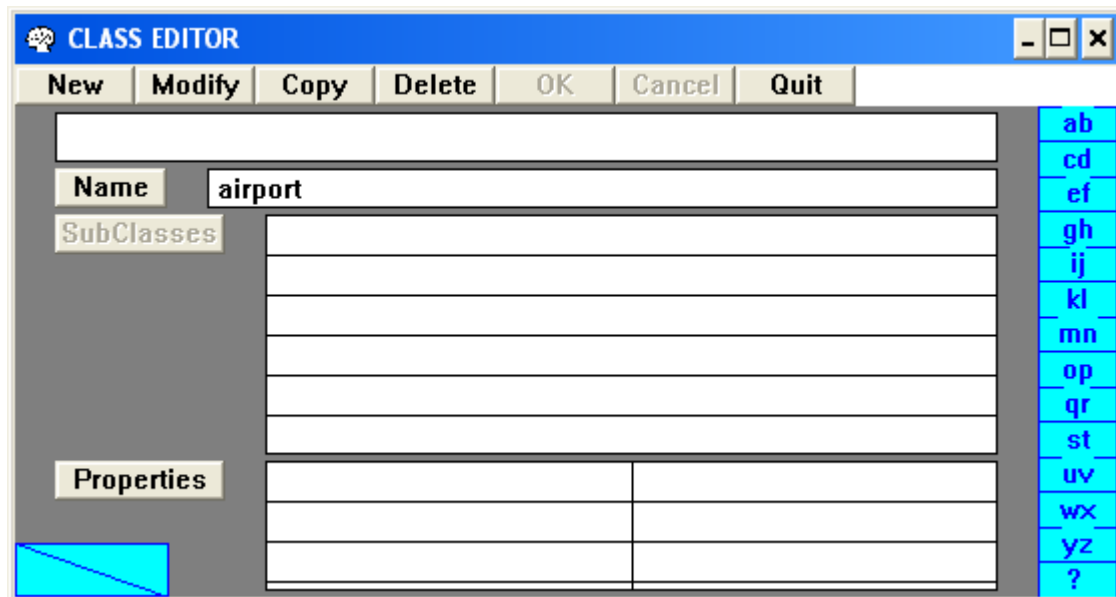 CLASS EDITOR
New Modify Copy Delete OK Cancel Quit
ab
cd
Name airport
ef
SubClasses
gh
ij
kl
mn
op
qr
st
Properties
uv
wx
yz
?